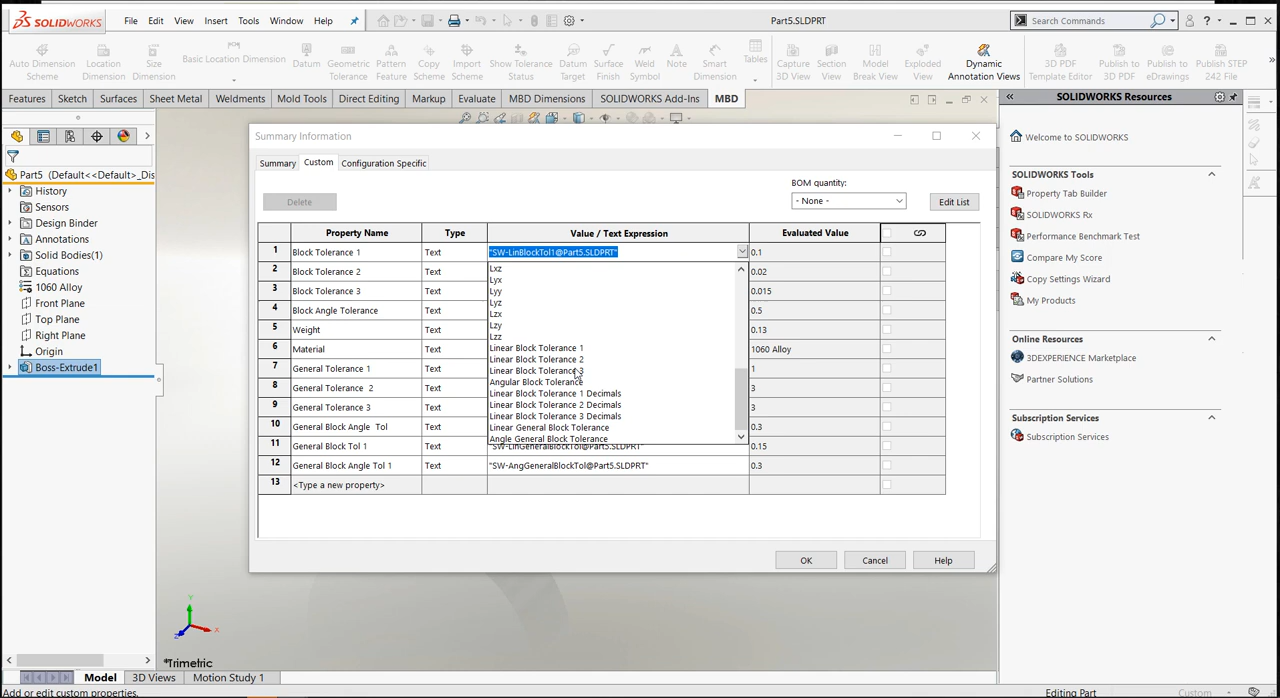 SOLIDWORKS File Edit View Insert Tools Window Help Part5.SLDPRT Search Commands
Auto Dimension Scheme
Location Dimension
Size Dimension
Basic Location Dimension
Datum
Geometric Tolerance
Pattern Feature
Copy Scheme
Import Scheme
Show Tolerance Status
Datum Target
Surface Finish
Weld Symbol
Note
Smart Dimension
Tables
Capture 3D View
Section View
Model Break View
Exploded View
Dynamic Annotation Views
3D PDF Template Editor
Publish to 3D PDF
Publish to eDrawings
Publish STEP 242 File
Features Sketch Surfaces Sheet Metal Weldments Mold Tools Direct Editing Markup Evaluate MBD Dimensions SOLIDWORKS Add-Ins MBD
Part5 (Default<<Default>_Dis
History
Sensors
Design Binder
Annotations
Solid Bodies(1)
Equations
1060 Alloy
Front Plane
Top Plane
Right Plane
Origin
Boss-Extrude1
Summary Information
Summary Custom Configuration Specific
BOM quantity:
Delete - None - Edit List
Property Name Type Value / Text Expression Evaluated Value
1 Block Tolerance 1 Text "SW-LinBlockTol1@Part5.SLDPRT" 0.1
2 Block Tolerance 2 Text 0.02
3 Block Tolerance 3 Text 0.015
4 Block Angle Tolerance Text 0.5
5 Weight Text 0.13
6 Material Text 1060 Alloy
7 General Tolerance 1 Text 1
8 General Tolerance 2 Text 3
9 General Tolerance 3 Text 3
10 General Block Angle Tol Text 0.3
11 General Block Tol 1 Text "SW-LinGeneralBlockTol@Part5.SLDPRT" 0.15
12 General Block Angle Tol 1 Text "SW-AngGeneralBlockTol@Part5.SLDPRT" 0.3
13 <Type a new property>
Lxz
Lyx
Lyy
Lyz
Lzx
Lzy
Lzz
Linear Block Tolerance 1
Linear Block Tolerance 2
Linear Block Tolerance 3
Angular Block Tolerance
Linear Block Tolerance 1 Decimals
Linear Block Tolerance 2 Decimals
Linear Block Tolerance 3 Decimals
Linear General Block Tolerance
Angle General Block Tolerance
OK Cancel Help
SOLIDWORKS Resources
Welcome to SOLIDWORKS
SOLIDWORKS Tools
Property Tab Builder
SOLIDWORKS Rx
Performance Benchmark Test
Compare My Score
Copy Settings Wizard
My Products
Online Resources
3DEXPERIENCE Marketplace
Partner Solutions
Subscription Services
Subscription Services
Y
X
Z
*Trimetric
Model 3D Views Motion Study 1
Add or edit custom properties. Editing Part Custom